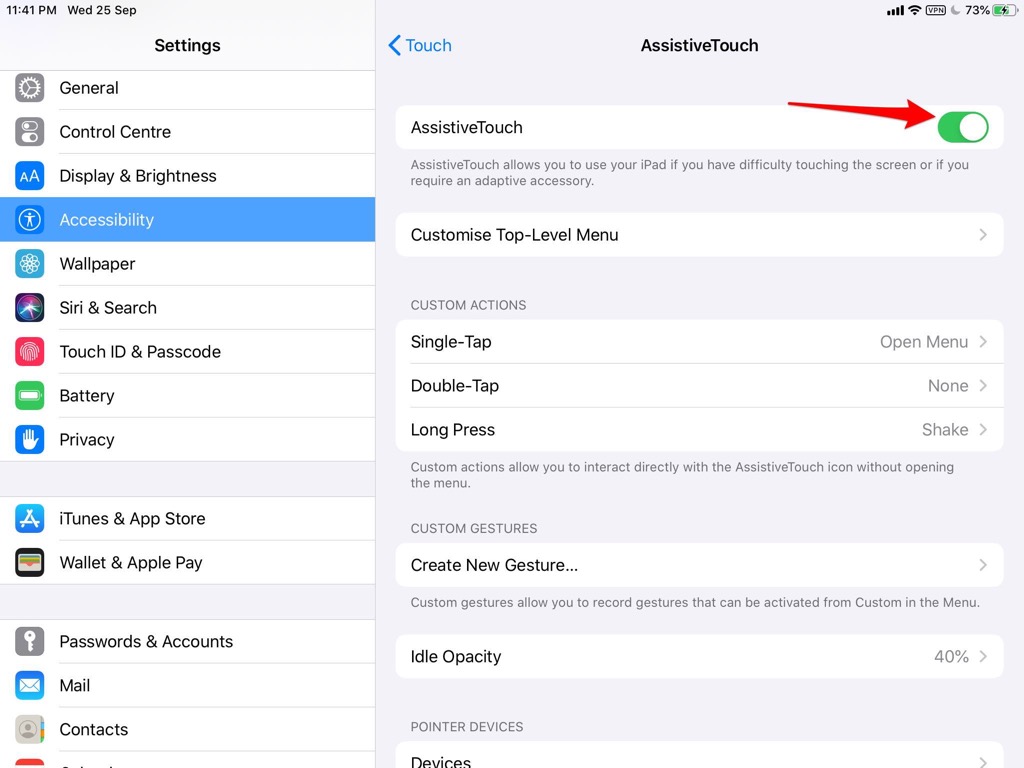 11:41 PM Wed 25 Sep
VPN 73%
Settings
General
Control Centre
AA Display & Brightness
Accessibility
Wallpaper
Siri & Search
Touch ID & Passcode
Battery
Privacy
iTunes & App Store
Wallet & Apple Pay
Passwords & Accounts
Mail
Contacts
Touch
AssistiveTouch
AssistiveTouch
AssistiveTouch allows you to use your iPad if you have difficulty touching the screen or if you
require an adaptive accessory.
Customise Top-Level Menu
CUSTOM ACTIONS
Single-Tap Open Menu
Double-Tap None
Long Press Shake
Custom actions allow you to interact directly with the AssistiveTouch icon without opening
the menu.
CUSTOM GESTURES
Create New Gesture...
Custom gestures allow you to record gestures that can be activated from Custom in the Menu.
Idle Opacity 40%
POINTER DEVICES
Devices